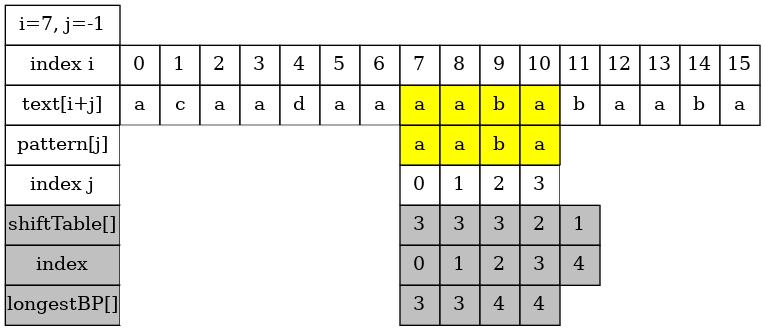 i=7, j=-1
index i 0 1 2 3 4 5 6 7 8 9 10 11 12 13 14 15
text[i+j] a c a a d a a a a b a b a a b a
pattern[j] a a b a
index j 0 1 2 3
shiftTable[] 3 3 3 2 1
index 0 1 2 3 4
longestBP[] 3 3 4 4